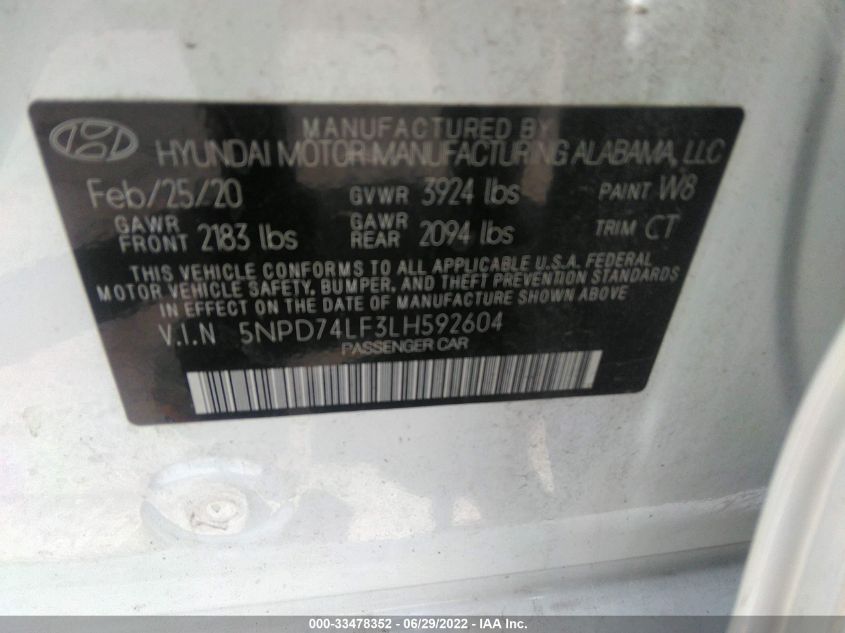 MANUFACTURED BY
HYUNDAI MOTOR MANUFACTURING ALABAMA, LLC
Feb/25/20 GVWR 3924 lbs PAINT W8
GAWR FRONT 2183 lbs GAWR REAR 2094 lbs TRIM CT
THIS VEHICLE CONFORMS TO ALL APPLICABLE U.S.A. FEDERAL
MOTOR VEHICLE SAFETY, BUMPER, AND THEFT PREVENTION STANDARDS
IN EFFECT ON THE DATE OF MANUFACTURE SHOWN ABOVE
V.I.N 5NPD74LF3LH592604
PASSENGER CAR
000-33478352 - 06/29/2022 - IAA Inc.